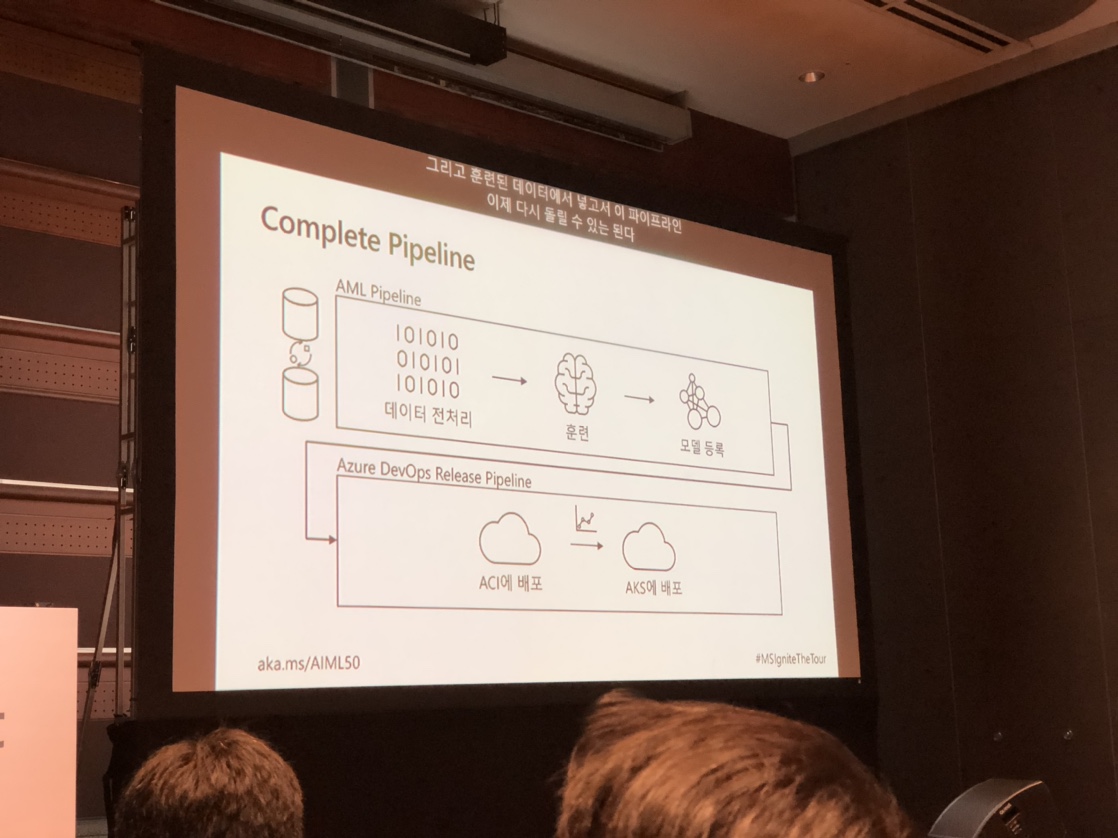 그리고 훈련된 데이터에서 넣고서 이 파이프라인
이제 다시 돌릴 수 있는 된다
Complete Pipeline
AML Pipeline
101010
010101
101010
데이터 전처리
훈련
모델 등록
Azure DevOps Release Pipeline
ACI에 배포
AKS에 배포
aka.ms/AIML50
#MSIgniteTheTour